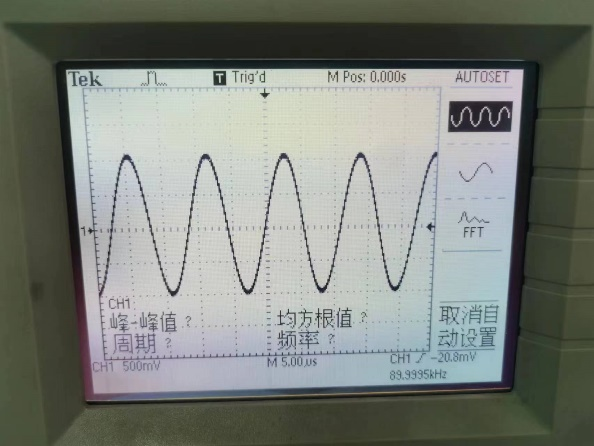 Tek T Trig'd M Pos: 0.000s AUTOSET
FFT
1
CH1
峰-峰值 ? 均方根值 ?
周期 ? 频率 ?
取消自
动设置
CH1 500mV M 5.00us CH1 -20.8mV
89.9995kHz